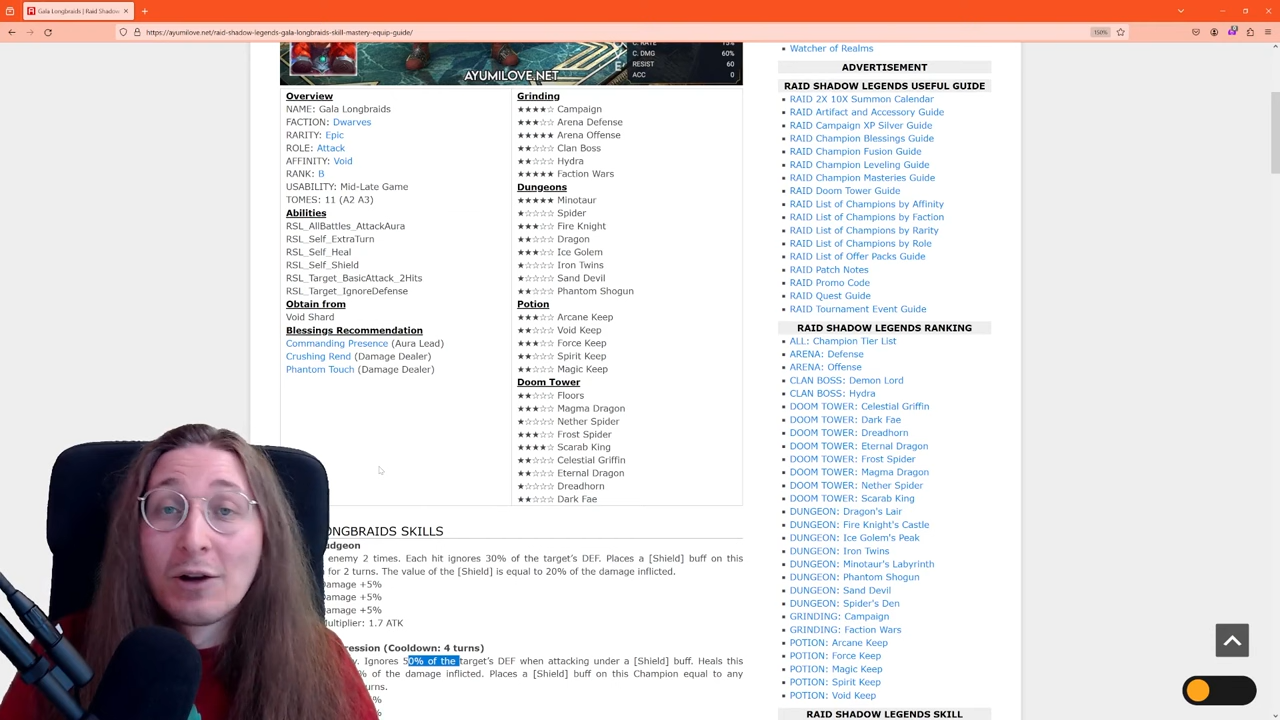 Gala Longbraids | Raid Shadow
https://ayumilove.net/raid-shadow-legends-gala-longbraids-skill-mastery-equip-guide/
150%
C. RATE 15%
C. DMG 60%
RESIST 60
ACC 0
AYUMILOVE.NET
Overview
NAME: Gala Longbraids
FACTION: Dwarves
RARITY: Epic
ROLE: Attack
AFFINITY: Void
RANK: B
USABILITY: Mid-Late Game
TOMES: 11 (A2 A3)
Abilities
RSL_AllBattles_AttackAura
RSL_Self_ExtraTurn
RSL_Self_Heal
RSL_Self_Shield
RSL_Target_BasicAttack_2Hits
RSL_Target_IgnoreDefense
Obtain from
Void Shard
Blessings Recommendation
Commanding Presence (Aura Lead)
Crushing Rend (Damage Dealer)
Phantom Touch (Damage Dealer)
Grinding
★★★★☆ Campaign
★★★☆☆ Arena Defense
★★★★★ Arena Offense
★★☆☆☆ Clan Boss
★★☆☆☆ Hydra
★★★★★ Faction Wars
Dungeons
★★★★★ Minotaur
★☆☆☆☆ Spider
★★★☆☆ Fire Knight
★★☆☆☆ Dragon
★★★☆☆ Ice Golem
★☆☆☆☆ Iron Twins
★☆☆☆☆ Sand Devil
★★☆☆☆ Phantom Shogun
Potion
★★★☆☆ Arcane Keep
★★☆☆☆ Void Keep
★★★☆☆ Force Keep
★★☆☆☆ Spirit Keep
★★☆☆☆ Magic Keep
Doom Tower
★★☆☆☆ Floors
★★★☆☆ Magma Dragon
★☆☆☆☆ Nether Spider
★★★☆☆ Frost Spider
★★★★☆ Scarab King
★★☆☆☆ Celestial Griffin
★★☆☆☆ Eternal Dragon
★☆☆☆☆ Dreadhorn
★★☆☆☆ Dark Fae
ONGBRAIDS SKILLS
udgeon
enemy 2 times. Each hit ignores 30% of the target's DEF. Places a [Shield] buff on this
for 2 turns. The value of the [Shield] is equal to 20% of the damage inflicted.
Damage +5%
Damage +5%
Damage +5%
Multiplier: 1.7 ATK
ression (Cooldown: 4 turns)
y. Ignores 50% of the target's DEF when attacking under a [Shield] buff. Heals this
% of the damage inflicted. Places a [Shield] buff on this Champion equal to any
urns.
Watcher of Realms
ADVERTISEMENT
RAID SHADOW LEGENDS USEFUL GUIDE
RAID 2X 10X Summon Calendar
RAID Artifact and Accessory Guide
RAID Campaign XP Silver Guide
RAID Champion Blessings Guide
RAID Champion Fusion Guide
RAID Champion Leveling Guide
RAID Champion Masteries Guide
RAID Doom Tower Guide
RAID List of Champions by Affinity
RAID List of Champions by Faction
RAID List of Champions by Rarity
RAID List of Champions by Role
RAID List of Offer Packs Guide
RAID Patch Notes
RAID Promo Code
RAID Quest Guide
RAID Tournament Event Guide
RAID SHADOW LEGENDS RANKING
ALL: Champion Tier List
ARENA: Defense
ARENA: Offense
CLAN BOSS: Demon Lord
CLAN BOSS: Hydra
DOOM TOWER: Celestial Griffin
DOOM TOWER: Dark Fae
DOOM TOWER: Dreadhorn
DOOM TOWER: Eternal Dragon
DOOM TOWER: Frost Spider
DOOM TOWER: Magma Dragon
DOOM TOWER: Nether Spider
DOOM TOWER: Scarab King
DUNGEON: Dragon's Lair
DUNGEON: Fire Knight's Castle
DUNGEON: Ice Golem's Peak
DUNGEON: Iron Twins
DUNGEON: Minotaur's Labyrinth
DUNGEON: Phantom Shogun
DUNGEON: Sand Devil
DUNGEON: Spider's Den
GRINDING: Campaign
GRINDING: Faction Wars
POTION: Arcane Keep
POTION: Force Keep
POTION: Magic Keep
POTION: Spirit Keep
POTION: Void Keep
RAID SHADOW LEGENDS SKILL